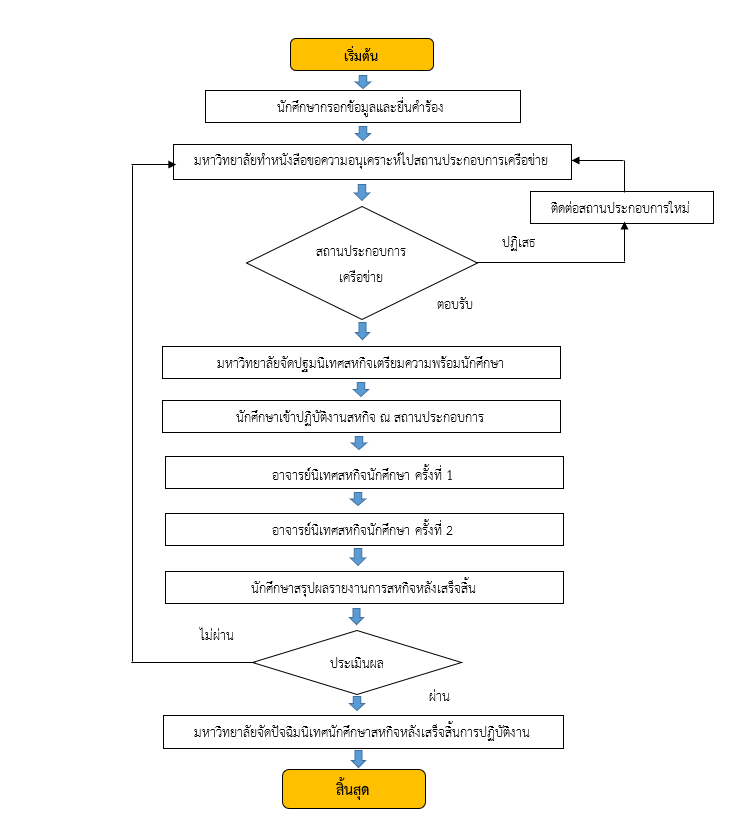 เริ่มต้น
นักศึกษากรอกข้อมูลและยื่นคำร้อง
มหาวิทยาลัยทำหนังสือขอความอนุเคราะห์ไปสถานประกอบการเครือข่าย
ติดต่อสถานประกอบการใหม่
ปฏิเสธ
สถานประกอบการ
เครือข่าย
ตอบรับ
มหาวิทยาลัยจัดปฐมนิเทศสหกิจเตรียมความพร้อมนักศึกษา
นักศึกษาเข้าปฏิบัติงานสหกิจ ณ สถานประกอบการ
อาจารย์นิเทศสหกิจนักศึกษา ครั้งที่ 1
อาจารย์นิเทศสหกิจนักศึกษา ครั้งที่ 2
นักศึกษาสรุปผลรายงานการสหกิจหลังเสร็จสิ้น
ไม่ผ่าน
ประเมินผล
ผ่าน
มหาวิทยาลัยจัดปัจฉิมนิเทศนักศึกษาสหกิจหลังเสร็จสิ้นการปฏิบัติงาน
สิ้นสุด